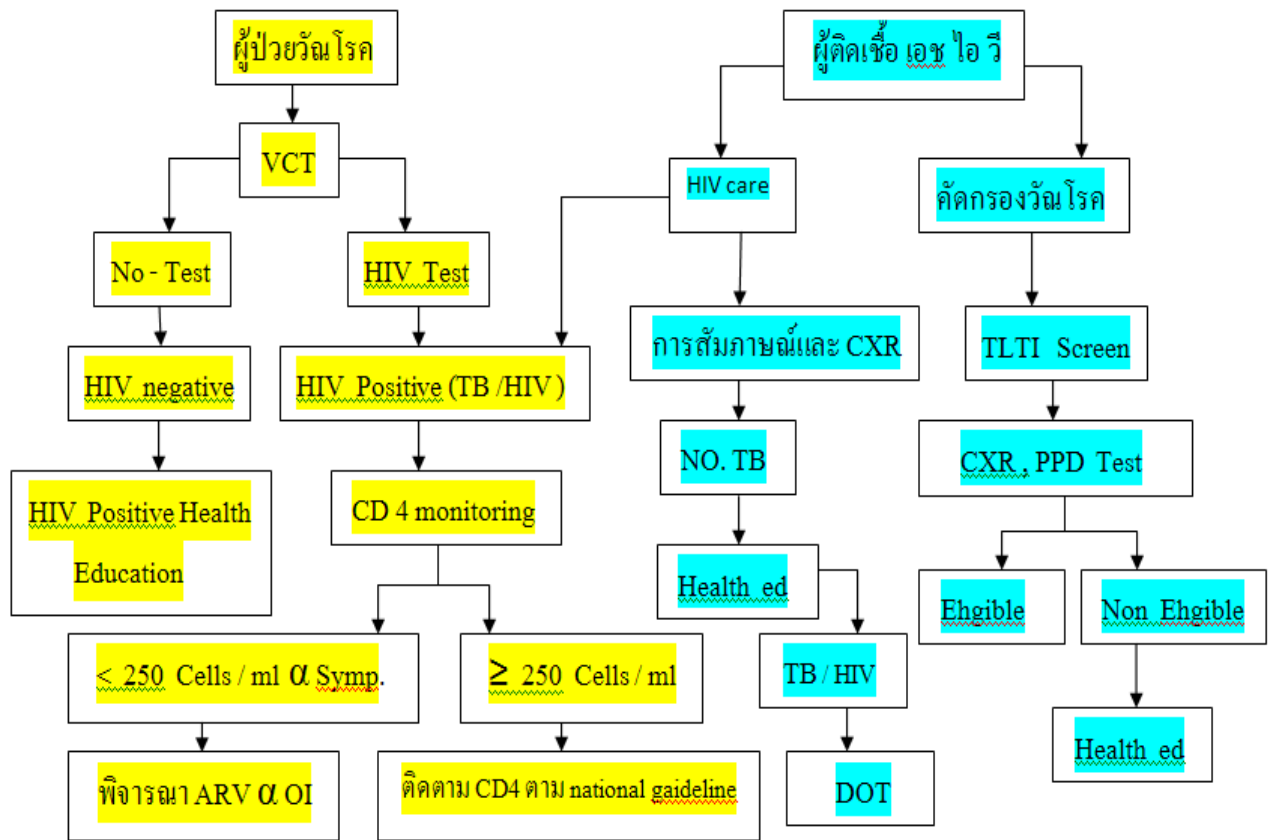 ผู้ป่วยวัณโรค
ผู้ติดเชื้อ เอช ไอ วี
VCT
HIV care
คัดกรองวัณโรค
No - Test
HIV Test
การสัมภาษณ์และ CXR
TLTI Screen
HIV negative
HIV Positive (TB /HIV )
NO. TB
CXR , PPD Test
HIV Positive Health
Education
CD 4 monitoring
Health ed
Ehgible
Non Ehgible
< 250 Cells / ml α Symp.
≥ 250 Cells / ml
TB / HIV
Health ed
พิจารณา ARV α OI
ติดตาม CD4 ตาม national gaideline
DOT